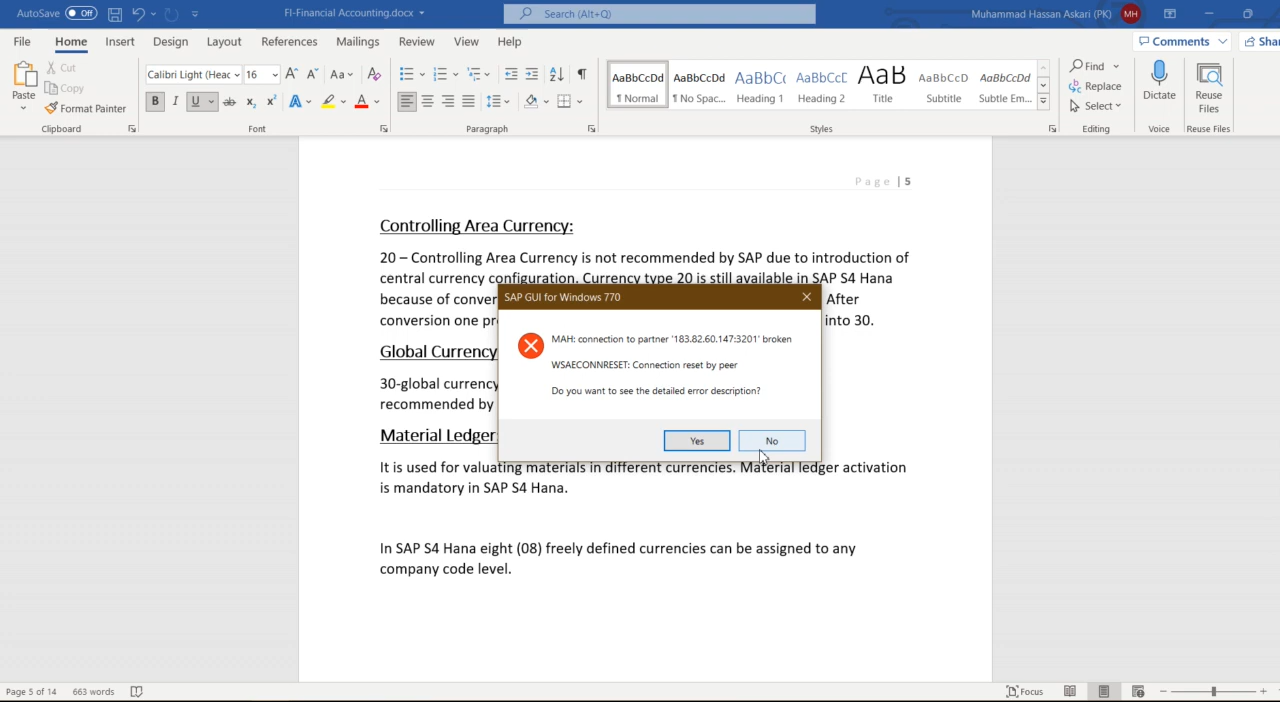 AutoSave Off FI-Financial Accounting.docx Search (Alt+Q) Muhammad Hassan Askari (PK) MH
File Home Insert Design Layout References Mailings Review View Help Comments Shar
Paste Cut Copy Format Painter
Clipboard
Calibri Light (Heac 16 Aa
B I U ab x₂ x² A A
Font
Paragraph
AaBbCcDd ¶ Normal
AaBbCcDd ¶ No Spac...
AaBbC( Heading 1
AaBbCcC Heading 2
AaB Title
AaBbCcD Subtitle
AaBbCcDd Subtle Em...
Styles
Find
Replace
Select
Editing
Dictate
Voice
Reuse Files
Reuse Files
Page | 5
Controlling Area Currency:
20 – Controlling Area Currency is not recommended by SAP due to introduction of
central currency configuration. Currency type 20 is still available in SAP S4 Hana
because of conver After
conversion one pr into 30.
Global Currency
30-global currency
recommended by
Material Ledger:
It is used for valuating materials in different currencies. Material ledger activation
is mandatory in SAP S4 Hana.
In SAP S4 Hana eight (08) freely defined currencies can be assigned to any
company code level.
SAP GUI for Windows 770
MAH: connection to partner '183.82.60.147:3201' broken
WSAECONNRESET: Connection reset by peer
Do you want to see the detailed error description?
Yes No
Page 5 of 14 663 words Focus